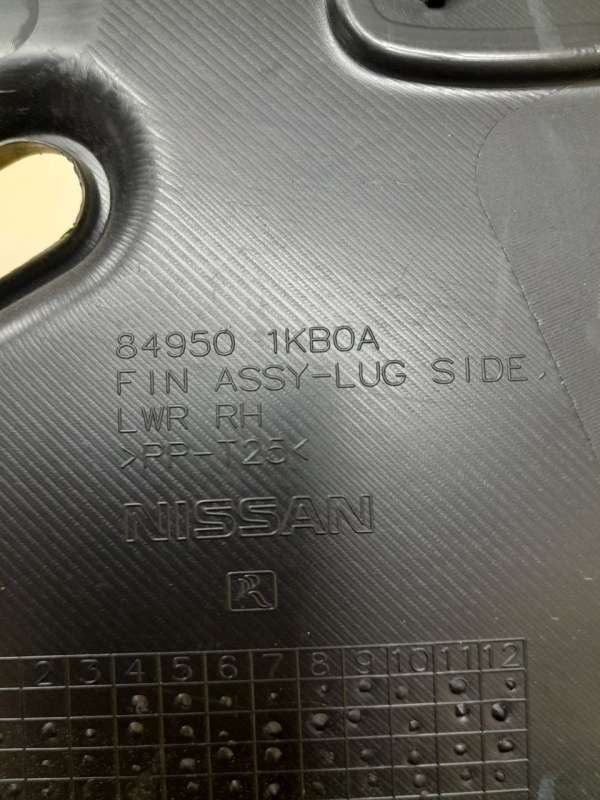 84950 1KB0A
FIN ASSY-LUG SIDE,
LWR RH
>PP-T25<
NISSAN
R
2 3 4 5 6 7 8 9 10 11 12